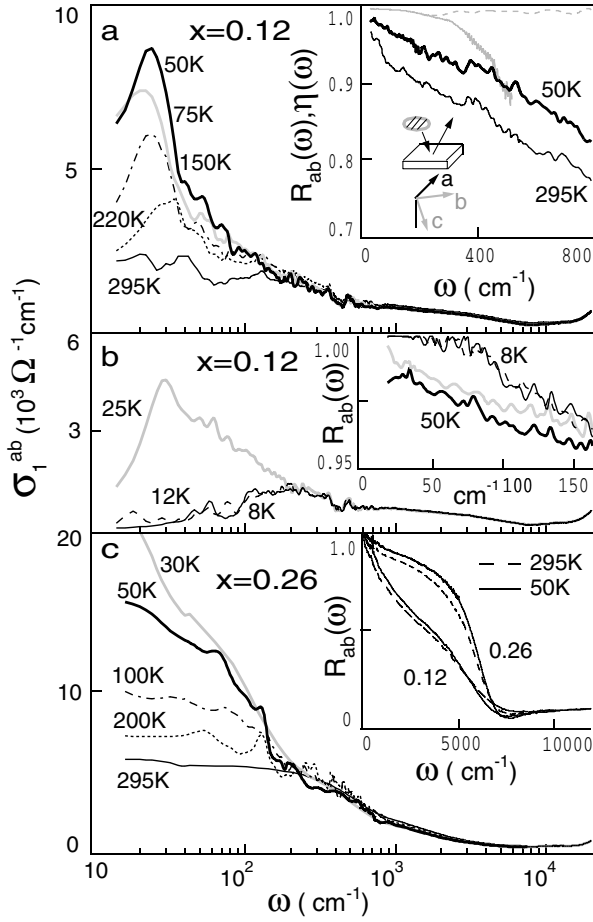 10
a
x=0.12
50K
75K
150K
5
220K
295K
1.0
0.9
0.8
0.7
R_ab(ω),η(ω)
50K
295K
a
b
c
0
400
800
ω ( cm⁻¹)
6
b
x=0.12
25K
3
12K
8K
1.00
0.95
R_ab(ω)
8K
50K
50
cm⁻¹
100
150
σ₁^ab (10³ Ω⁻¹cm⁻¹)
20
c
30K
x=0.26
50K
100K
200K
295K
10
0
1.0
0
R_ab(ω)
295K
50K
0.26
0.12
0
5000
10000
ω ( cm⁻¹)
10
10²
10³
10⁴
ω ( cm⁻¹)